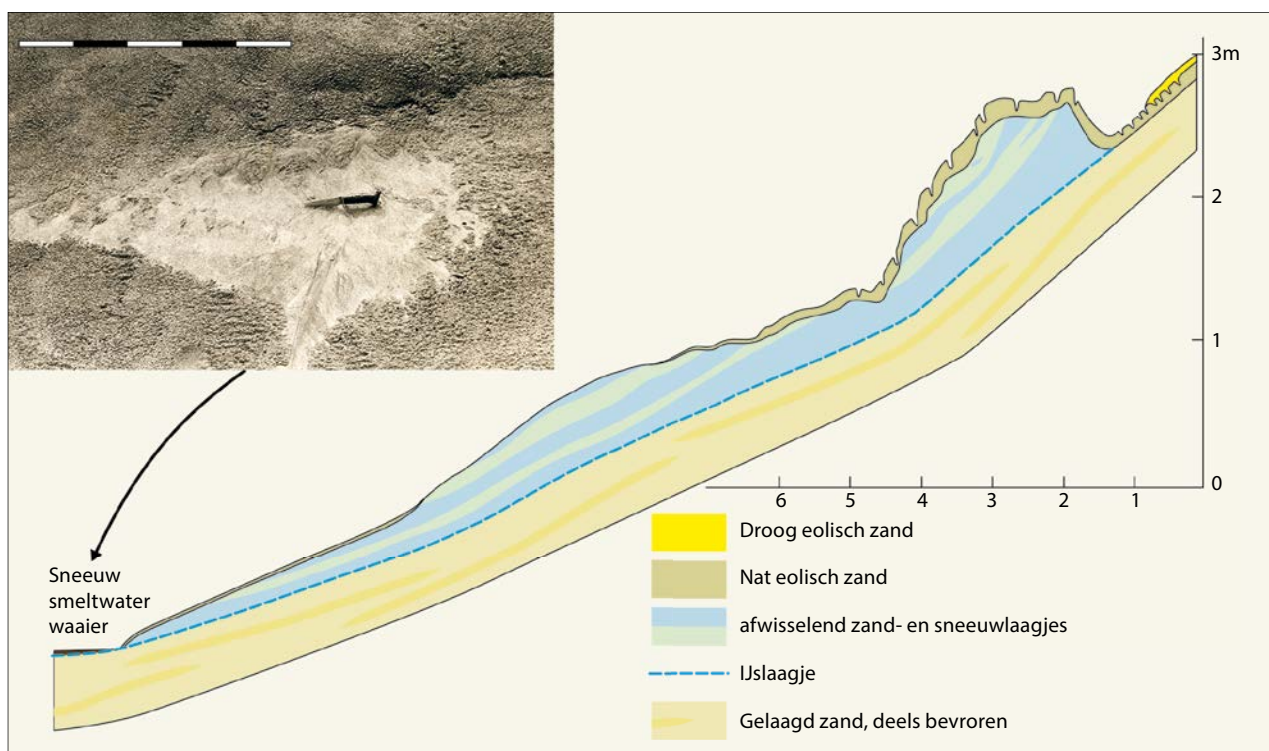 3m
2
1
0
6 5 4 3 2 1
Sneeuw
smeltwater
waaier
Droog eolisch zand
Nat eolisch zand
afwisselend zand- en sneeuwlaagjes
IJslaagje
Gelaagd zand, deels bevroren